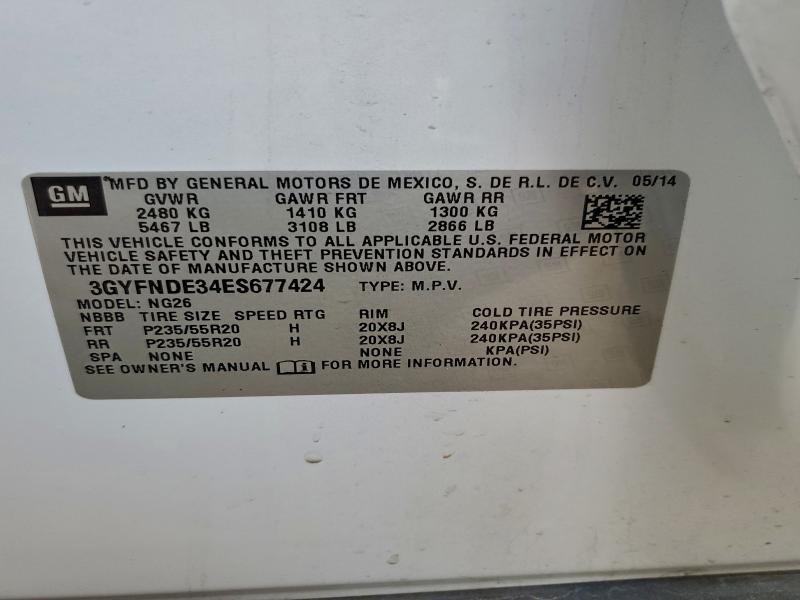 GM MFD BY GENERAL MOTORS DE MEXICO, S. DE R.L. DE C.V. 05/14
GVWR GAWR FRT GAWR RR
2480 KG 1410 KG 1300 KG
5467 LB 3108 LB 2866 LB
THIS VEHICLE CONFORMS TO ALL APPLICABLE U.S. FEDERAL MOTOR
VEHICLE SAFETY AND THEFT PREVENTION STANDARDS IN EFFECT ON
THE DATE OF MANUFACTURE SHOWN ABOVE.
3GYFNDE34ES677424 TYPE: M.P.V.
MODEL: NG26
NBBB TIRE SIZE SPEED RTG RIM COLD TIRE PRESSURE
FRT P235/55R20 H 20X8J 240KPA(35PSI)
RR P235/55R20 H 20X8J 240KPA(35PSI)
SPA NONE NONE KPA(PSI)
SEE OWNER'S MANUAL FOR MORE INFORMATION.